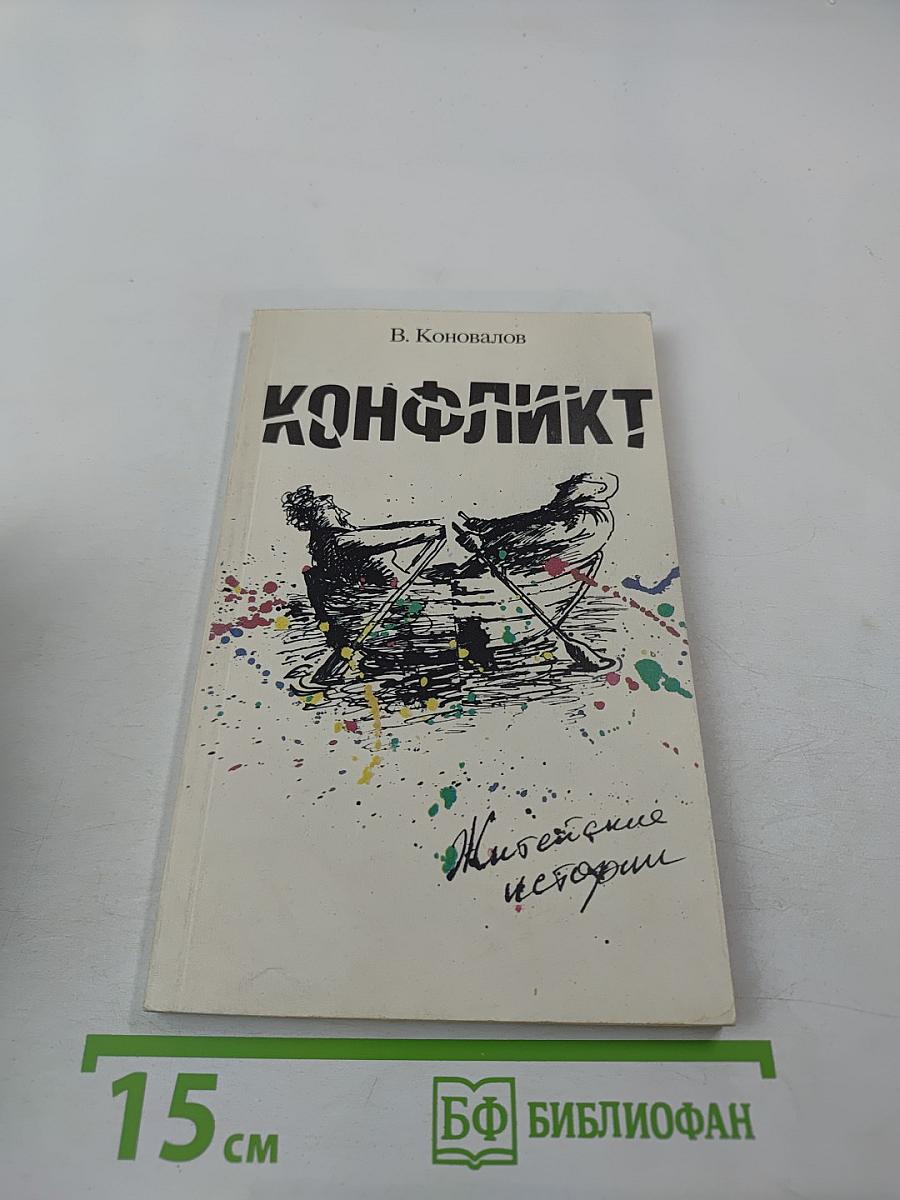 В. Коновалов
КОНФЛИКТ
Житейские
истории
15 см
БФ БИБЛИОФАН